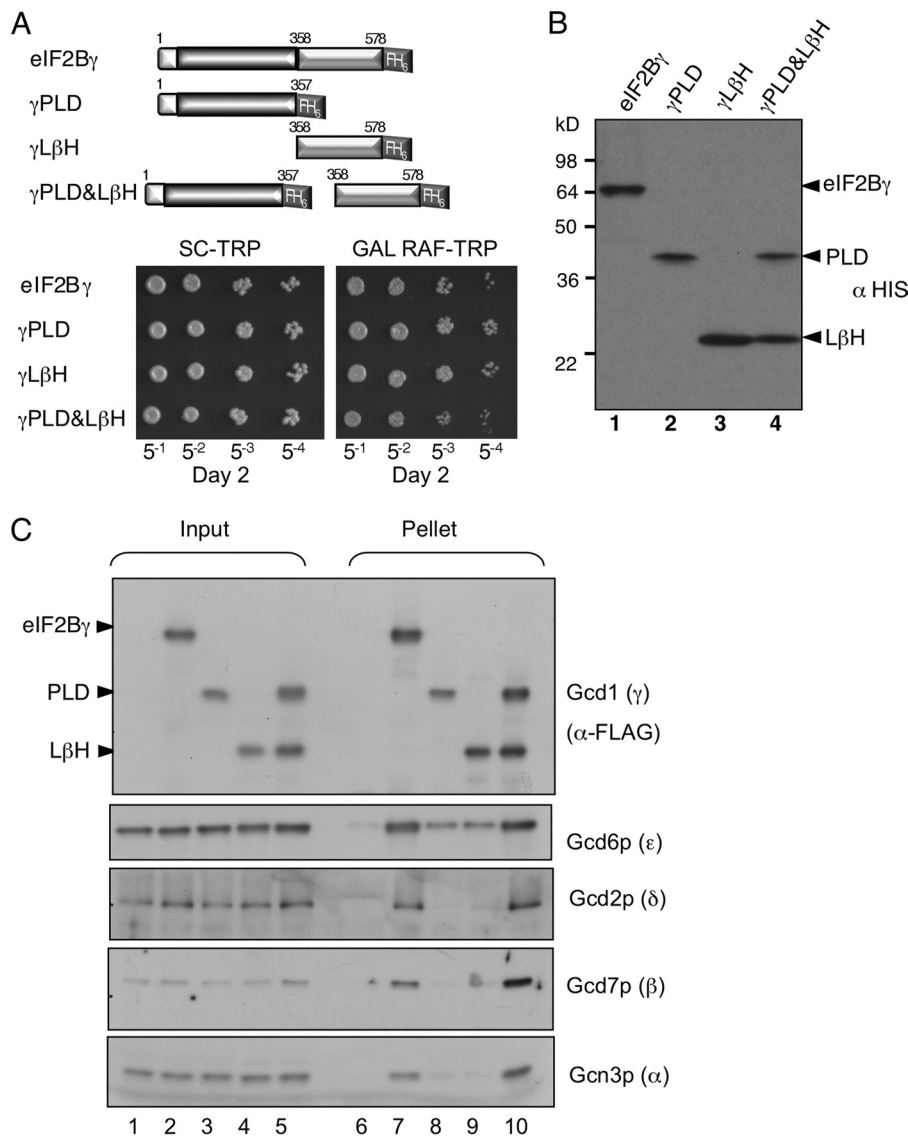 A
1 358 578
eIF2Bγ FH6
1 357
γPLD FH6
358 578
γLβH FH6
1 357 358 578
γPLD&LβH FH6 FH6
SC-TRP GAL RAF-TRP
eIF2Bγ
γPLD
γLβH
γPLD&LβH
5-1 5-2 5-3 5-4 5-1 5-2 5-3 5-4
Day 2 Day 2
B
eIF2Bγ γPLD γLβH γPLD&LβH
kD
98
64
50
36
22
eIF2Bγ
PLD
α HIS
LβH
1 2 3 4
C
Input Pellet
eIF2Bγ
PLD
LβH
Gcd1 (γ)
(α-FLAG)
Gcd6p (ε)
Gcd2p (δ)
Gcd7p (β)
Gcn3p (α)
1 2 3 4 5 6 7 8 9 10